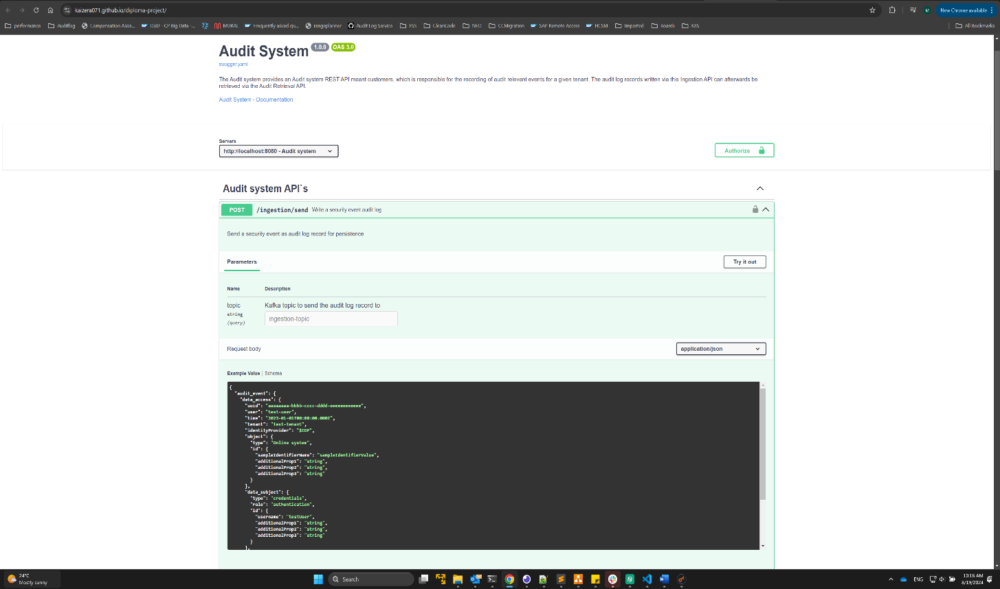 kaizera071.github.io/diploma-project/
M
New Chrome available
performance
Auditlog
Compensation Assis...
DoD - CP Big Data -...
MURAL
Frequently asked qu...
rangeplanner
Audit Log Service
FSS
CleanCode
NEO
CCMigration
SAP Remote Access
HCSM
Imported
Boards
K8S
All Bookmarks
Audit System 1.0.0 OAS 3.0
swagger.yaml
The Audit system provides an Audit system REST API meant customers, which is responsible for the recording of audit relevant events for a given tenant. The audit log records written via this Ingestion API can afterwards be
retrieved via the Audit Retrieval API.
Audit System - Documentation
Servers
http://localhost:8080 - Audit system
Authorize
Audit system API`s
POST /ingestion/send Write a security event audit log
Send a security event as audit log record for persistence
Parameters
Try it out
Name Description
topic Kafka topic to send the audit log record to
string
(query)
ingestion-topic
Request body
application/json
Example Value | Schema
{
"audit_event": {
"data_access": {
"uuid": "aaaaaaaa-bbbb-cccc-dddd-eeeeeeeeeeee",
"user": "test-user",
"time": "2023-01-01T00:00:00.000Z",
"tenant": "test-tenant",
"identityProvider": "$IDP",
"object": {
"type": "Online system",
"id": {
"sampleIdentifierName": "sampleIdentifierValue",
"additionalProp1": "string",
"additionalProp2": "string",
"additionalProp3": "string"
}
},
"data_subject": {
"type": "credentials",
"role": "authentication",
"id": {
"username": "testUser",
"additionalProp1": "string",
"additionalProp2": "string",
"additionalProp3": "string"
}
},
24°C
Mostly sunny
Search
ENG
10:16 AM
8/19/2024